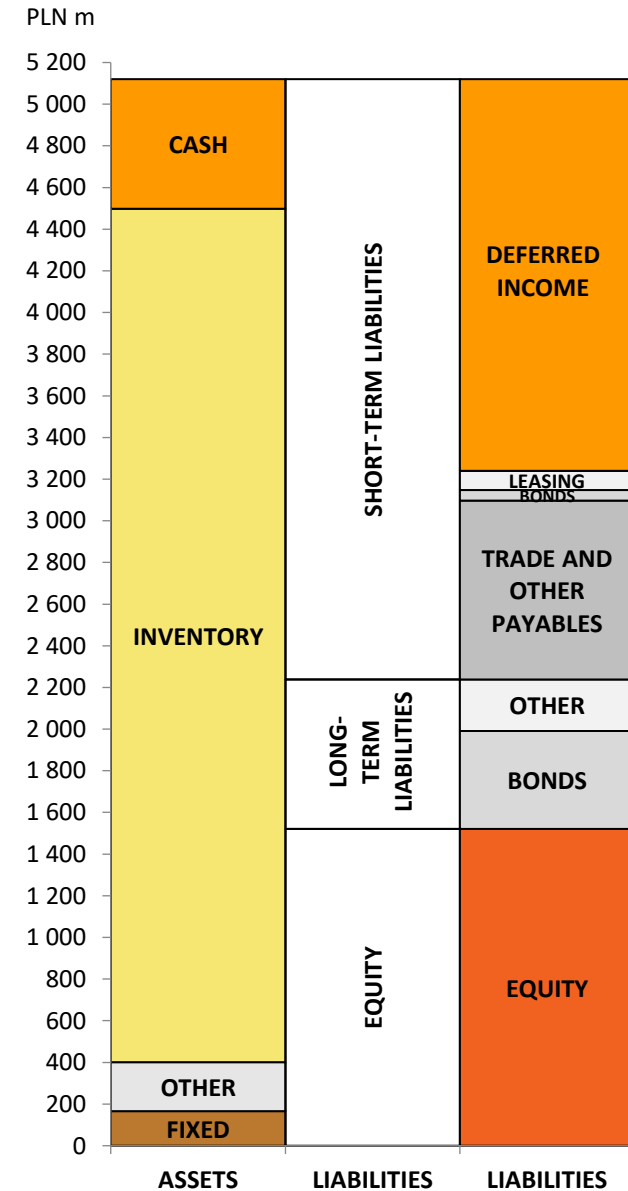 PLN m
5 200
5 000
4 800
4 600
4 400
4 200
4 000
3 800
3 600
3 400
3 200
3 000
2 800
2 600
2 400
2 200
2 000
1 800
1 600
1 400
1 200
1 000
800
600
400
200
0
CASH
INVENTORY
OTHER
FIXED
SHORT-TERM LIABILITIES
LONG-
TERM
LIABILITIES
EQUITY
DEFERRED
INCOME
LEASING
BONDS
TRADE AND
OTHER
PAYABLES
OTHER
BONDS
EQUITY
ASSETS
LIABILITIES
LIABILITIES